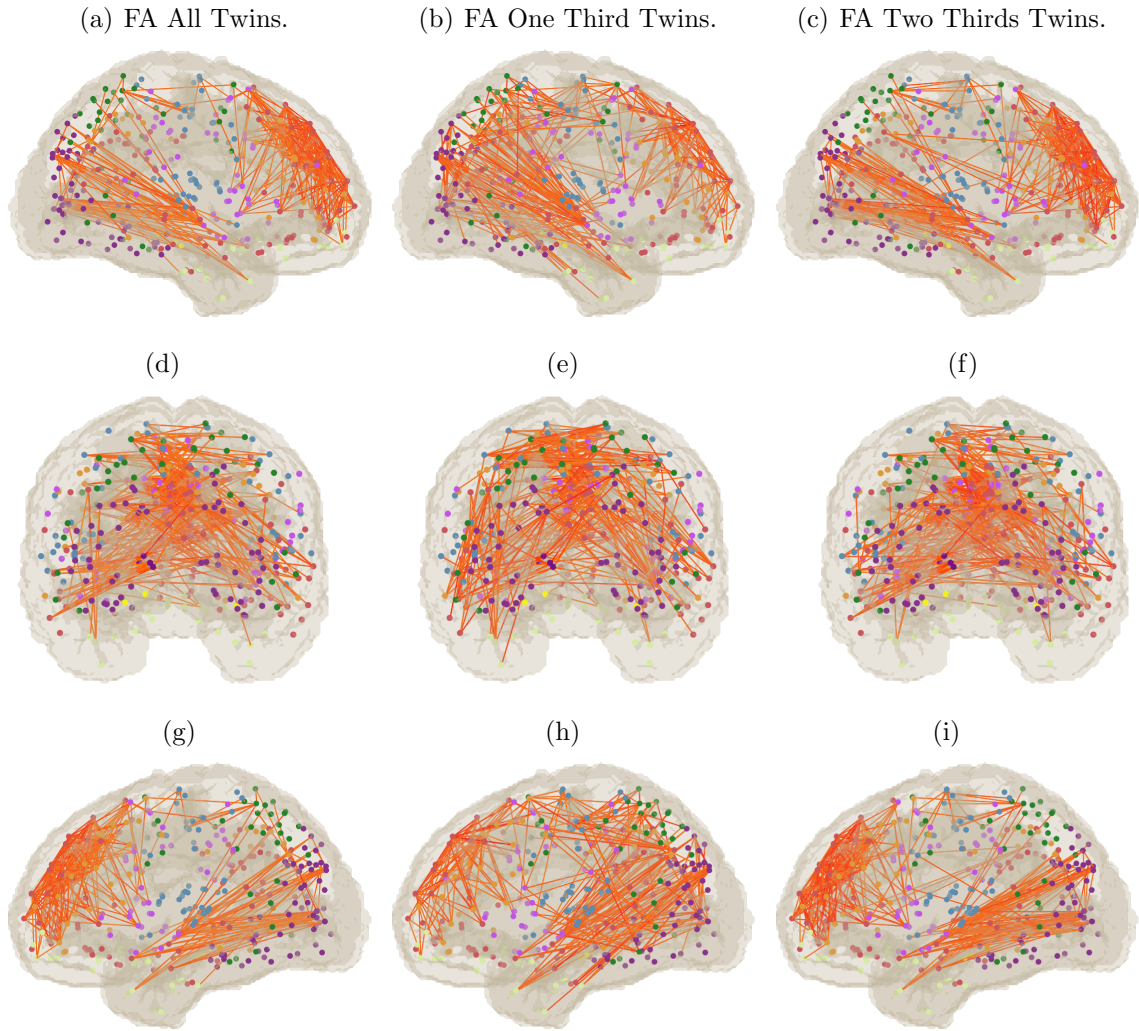 (a) FA All Twins.
(b) FA One Third Twins.
(c) FA Two Thirds Twins.
(d)
(e)
(f)
(g)
(h)
(i)